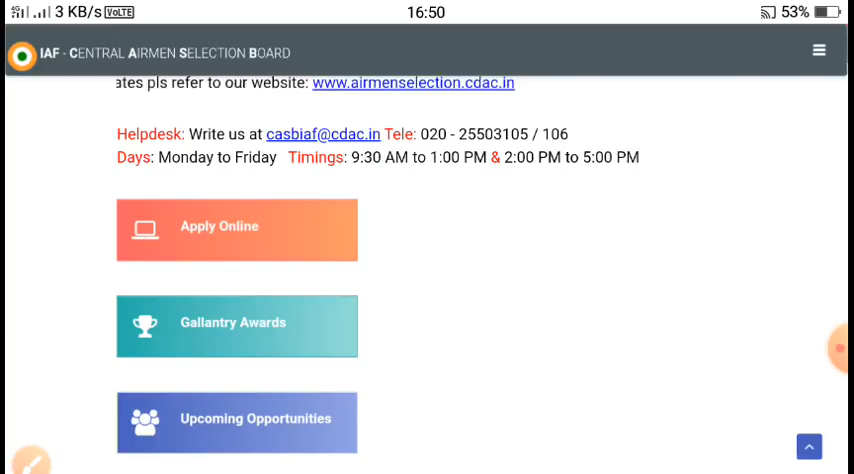 4G 3 KB/s VoLTE 16:50 53%
IAF - CENTRAL AIRMEN SELECTION BOARD
ates pls refer to our website: www.airmenselection.cdac.in
Helpdesk: Write us at casbiaf@cdac.in Tele: 020 - 25503105 / 106
Days: Monday to Friday Timings: 9:30 AM to 1:00 PM & 2:00 PM to 5:00 PM
Apply Online
Gallantry Awards
Upcoming Opportunities